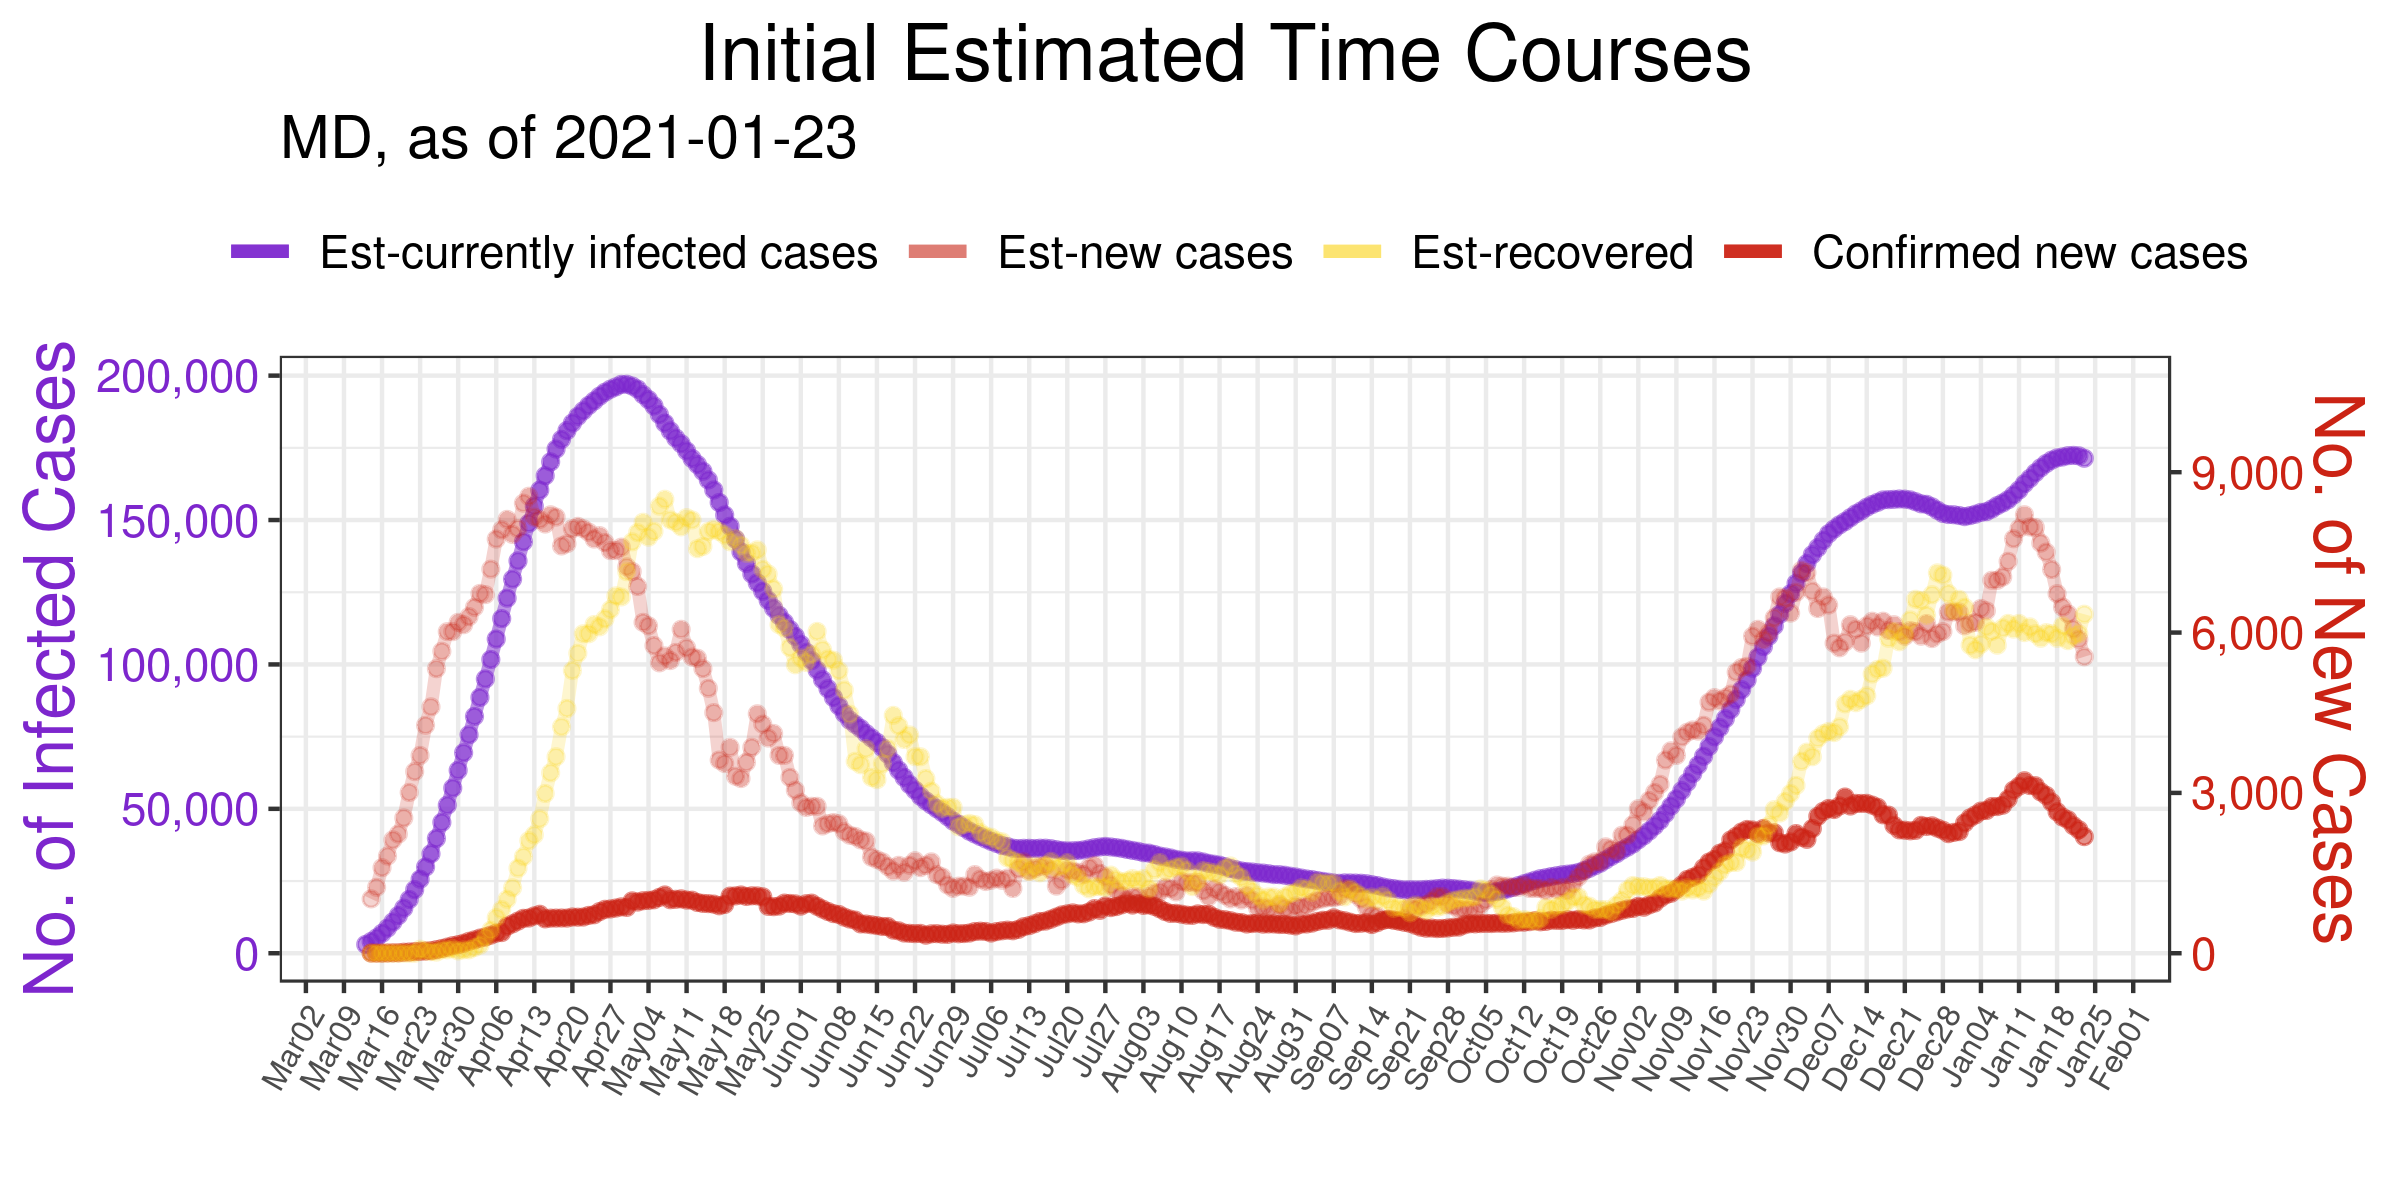 Initial Estimated Time Courses
MD, as of 2021-01-23
Est-currently infected cases Est-new cases Est-recovered Confirmed new cases
No. of Infected Cases
200,000
150,000
100,000
50,000
0
No. of New Cases
9,000
6,000
3,000
0
Mar02 Mar09 Mar16 Mar23 Mar30 Apr06 Apr13 Apr20 Apr27 May04 May11 May18 May25 Jun01 Jun08 Jun15 Jun22 Jun29 Jul06 Jul13 Jul20 Jul27 Aug03 Aug10 Aug17 Aug24 Aug31 Sep07 Sep14 Sep21 Sep28 Oct05 Oct12 Oct19 Oct26 Nov02 Nov09 Nov16 Nov23 Nov30 Dec07 Dec14 Dec21 Dec28 Jan04 Jan11 Jan18 Jan25 Feb01